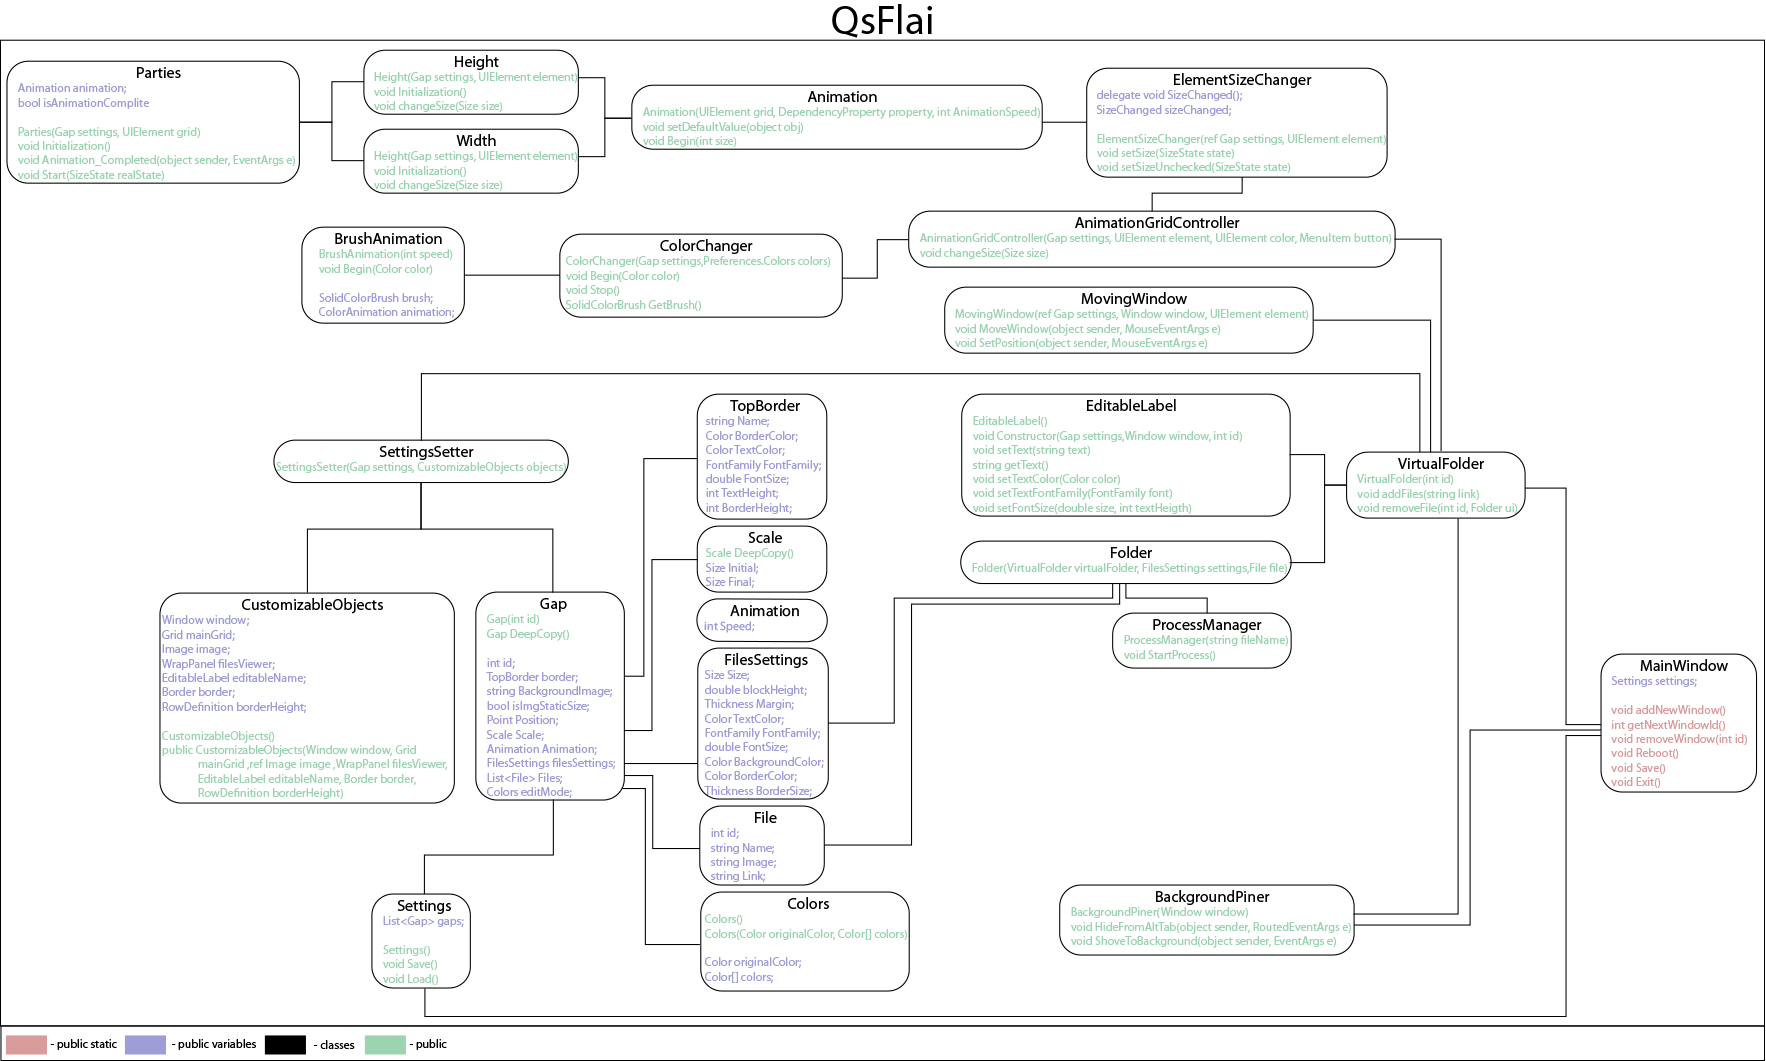 QsFlai
Parties
Animation animation;
bool isAnimationComplite
Parties(Gap settings, UIElement grid)
void Initialization()
void Animation_Completed(object sender, EventArgs e)
void Start(SizeState realState)
Height
Height(Gap settings, UIElement element)
void Initialization()
void changeSize(Size size)
Width
Height(Gap settings, UIElement element)
void Initialization()
void changeSize(Size size)
Animation
Animation(UIElement grid, DependencyProperty property, int AnimationSpeed)
void setDefaultValue(object obj)
void Begin(int size)
ElementSizeChanger
delegate void SizeChanged();
SizeChanged sizeChanged;
ElementSizeChanger(ref Gap settings, UIElement element)
void setSize(SizeState state)
void setSizeUnchecked(SizeState state)
BrushAnimation
BrushAnimation(int speed)
void Begin(Color color)
SolidColorBrush brush;
ColorAnimation animation;
ColorChanger
ColorChanger(Gap settings,Preferences.Colors colors)
void Begin(Color color)
void Stop()
SolidColorBrush GetBrush()
AnimationGridController
AnimationGridController(Gap settings, UIElement element, UIElement color, MenuItem button)
void changeSize(Size size)
MovingWindow
MovingWindow(ref Gap settings, Window window, UIElement element)
void MoveWindow(object sender, MouseEventArgs e)
void SetPosition(object sender, MouseEventArgs e)
SettingsSetter
SettingsSetter(Gap settings, CustomizableObjects objects)
TopBorder
string Name;
Color BorderColor;
Color TextColor;
FontFamily FontFamily;
double FontSize;
int TextHeight;
int BorderHeight;
EditableLabel
EditableLabel()
void Constructor(Gap settings,Window window, int id)
void setText(string text)
string getText()
void setTextColor(Color color)
void setTextFontFamily(FontFamily font)
void setFontSize(double size, int textHeigth)
VirtualFolder
VirtualFolder(int id)
void addFiles(string link)
void removeFile(int id, Folder ui)
Scale
Scale DeepCopy()
Size Initial;
Size Final;
Folder
Folder(VirtualFolder virtualFolder, FilesSettings settings,File file)
CustomizableObjects
Window window;
Grid mainGrid;
Image image;
WrapPanel filesViewer;
EditableLabel editableName;
Border border;
RowDefinition borderHeight;
CustomizableObjects()
public CustomizableObjects(Window window, Grid
mainGrid ,ref Image image ,WrapPanel filesViewer,
EditableLabel editableName, Border border,
RowDefinition borderHeight)
Gap
Gap(int id)
Gap DeepCopy()
int id;
TopBorder border;
string BackgroundImage;
bool isImgStaticSize;
Point Position;
Scale Scale;
Animation Animation;
FilesSettings filesSettings;
List<File> Files;
Colors editMode;
Animation
int Speed;
FilesSettings
Size Size;
double blockHeight;
Thickness Margin;
Color TextColor;
FontFamily FontFamily;
double FontSize;
Color BackgroundColor;
Color BorderColor;
Thickness BorderSize;
ProcessManager
ProcessManager(string fileName)
void StartProcess()
MainWindow
Settings settings;
void addNewWindow()
int getNextWindowId()
void removeWindow(int id)
void Reboot()
void Save()
void Exit()
File
int id;
string Name;
string Image;
string Link;
Settings
List<Gap> gaps;
Settings()
void Save()
void Load()
Colors
Colors()
Colors(Color originalColor, Color[] colors)
Color originalColor;
Color[] colors;
BackgroundPiner
BackgroundPiner(Window window)
void HideFromAltTab(object sender, RoutedEventArgs e)
void ShoveToBackground(object sender, EventArgs e)
- public static - public variables - classes - public